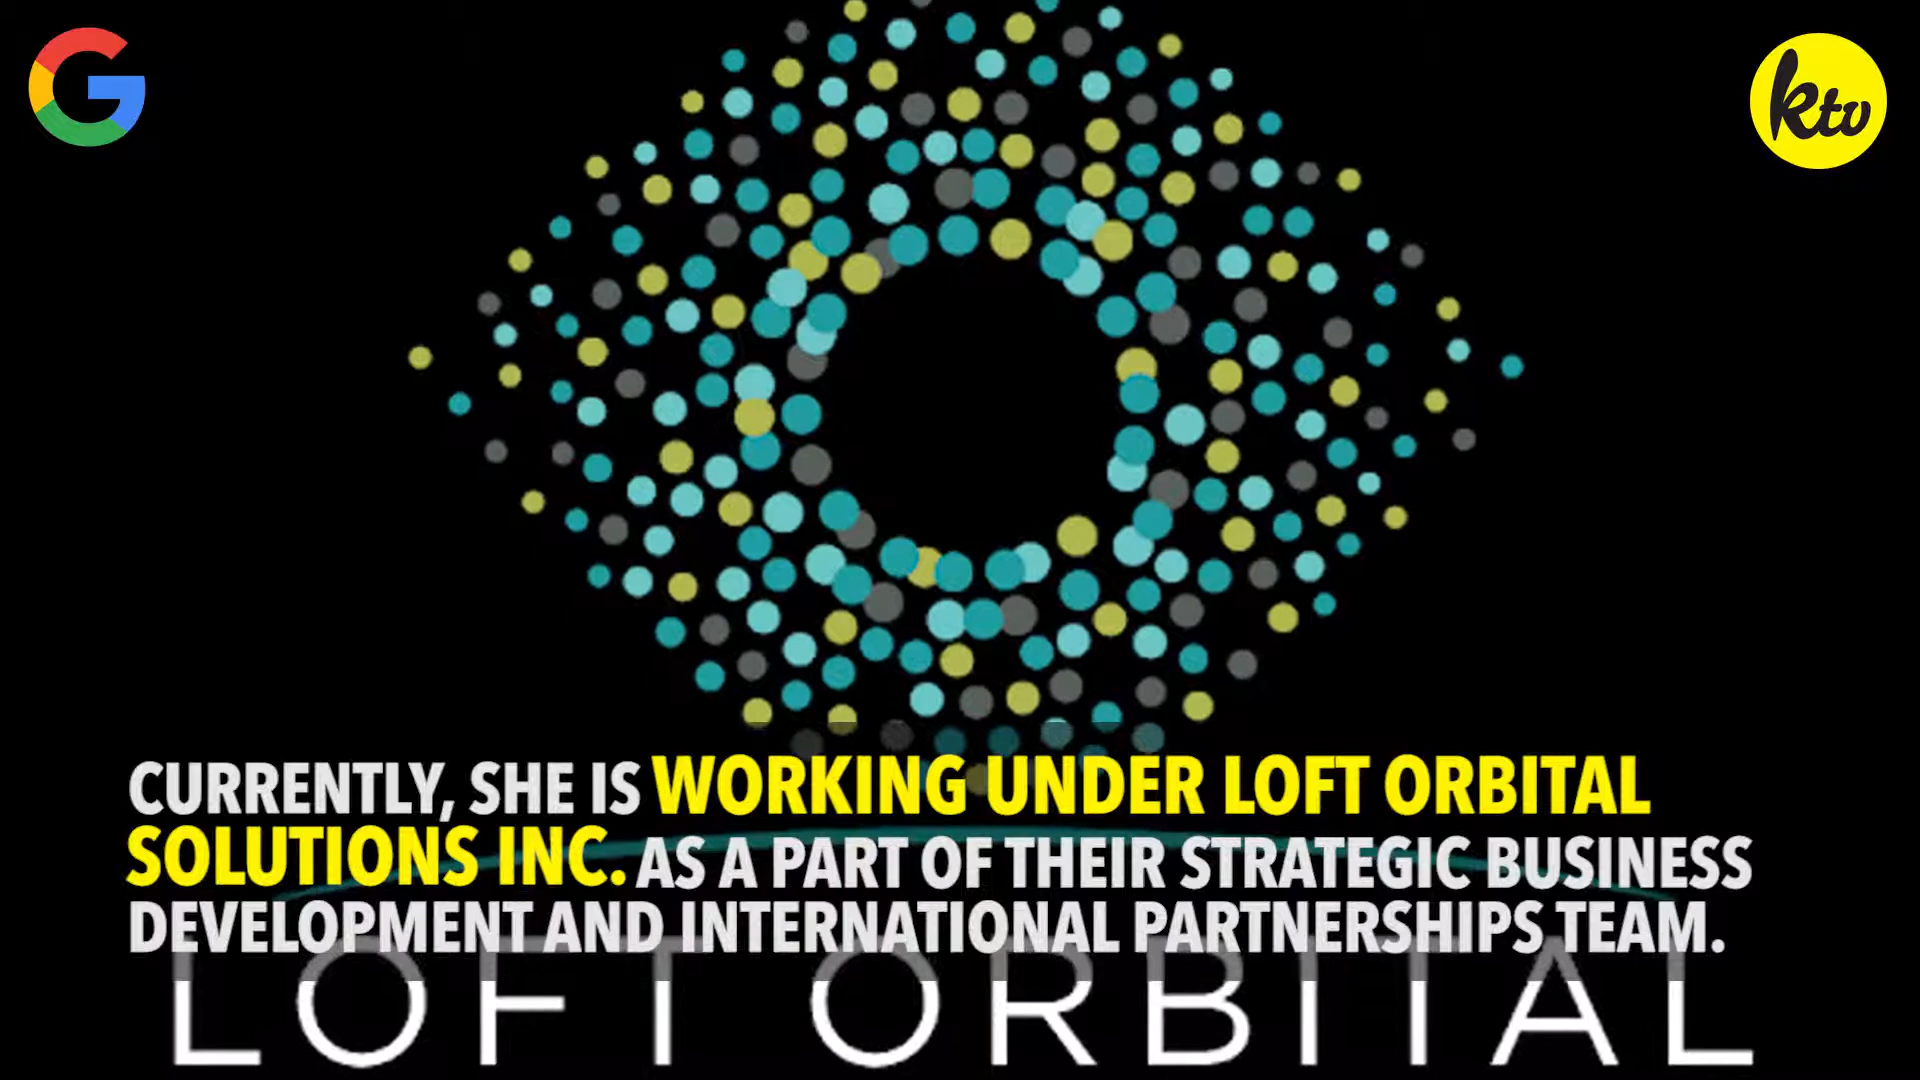 ktv
CURRENTLY, SHE IS WORKING UNDER LOFT ORBITAL
SOLUTIONS INC. AS A PART OF THEIR STRATEGIC BUSINESS
DEVELOPMENT AND INTERNATIONAL PARTNERSHIPS TEAM.
LOFT ORBITAL